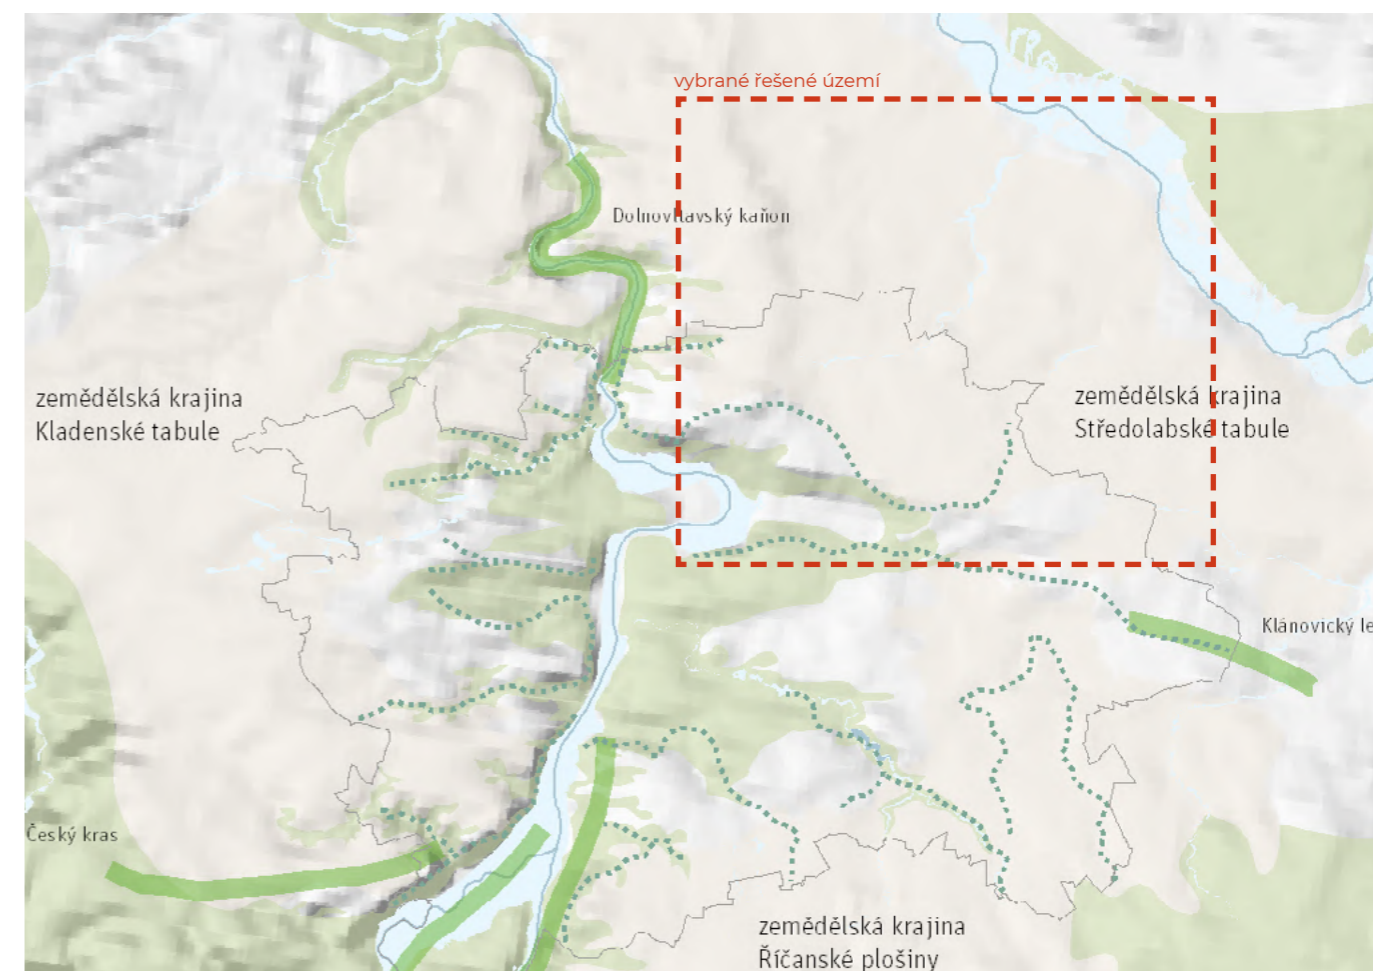 vybrané řešené území
Dolnovltavský kaňon
zemědělská krajina
Kladenské tabule
zemědělská krajina
Středolabské tabule
Klánovický le
Český kras
zemědělská krajina
Říčanské plošiny